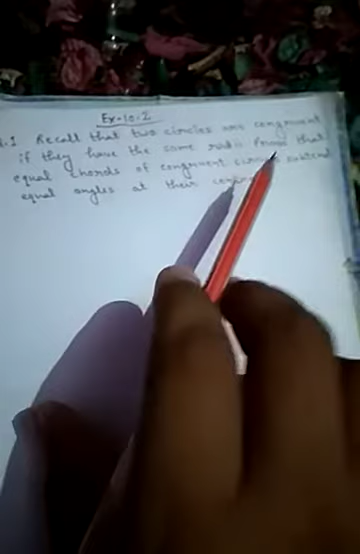 Ex-10.2
.1 Recall that two circles are congruent
if they have the same radii Prove that
equal chords of congruent circles subtend
equal angles at their